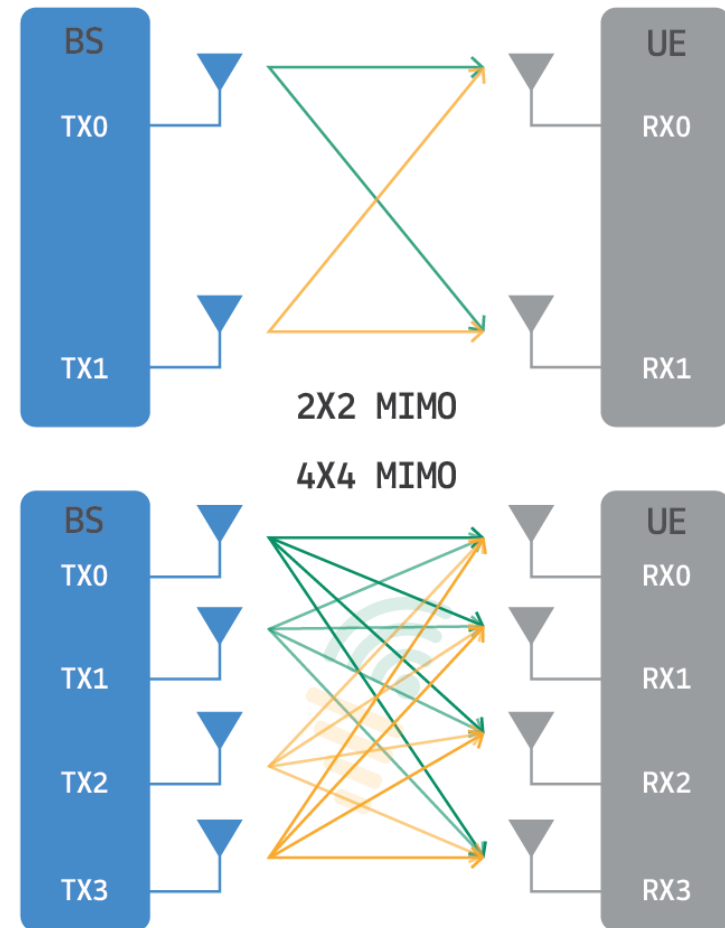 BS
UE
TX0
RX0
TX1
RX1
2X2 MIMO
4X4 MIMO
BS
UE
TX0
RX0
TX1
RX1
TX2
RX2
TX3
RX3